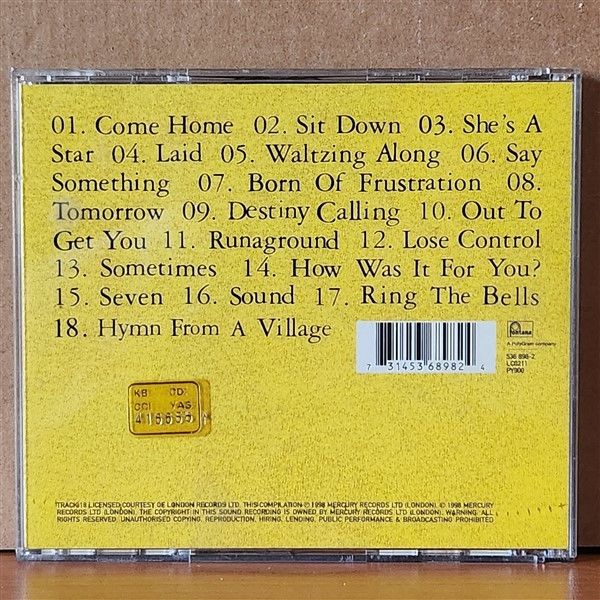 01. Come Home 02. Sit Down 03. She's A
Star 04. Laid 05. Waltzing Along 06. Say
Something 07. Born Of Frustration 08.
Tomorrow 09. Destiny Calling 10. Out To
Get You 11. Runaground 12. Lose Control
13. Sometimes 14. How Was It For You?
15. Seven 16. Sound 17. Ring The Bells
18. Hymn From A Village
fontana
A PolyGram company
536 898-2
LC0211
PY900
7 31453 68982 4
KB
CCI YAS
TRACK 18 LICENSED COURTESY OF LONDON RECORDS LTD. THIS COMPILATION ℗ 1998 MERCURY RECORDS LTD (LONDON). © 1998 MERCURY
RECORDS LTD (LONDON). THE COPYRIGHT IN THIS SOUND RECORDING IS OWNED BY MERCURY RECORDS LTD (LONDON). WARNING. ALL
RIGHTS RESERVED. UNAUTHORISED COPYING, REPRODUCTION, HIRING, LENDING, PUBLIC PERFORMANCE & BROADCASTING PROHIBITED